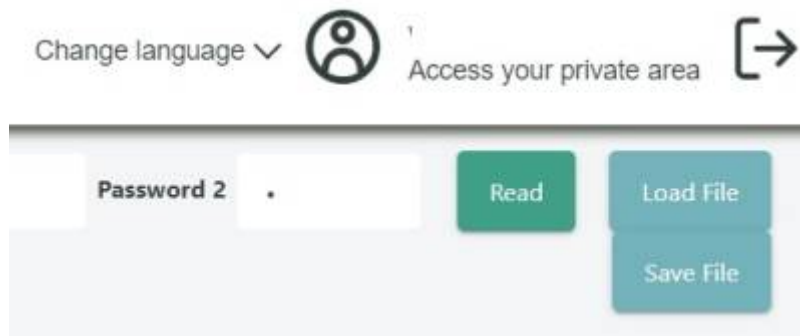 Change language
Access your private area
Password 2
Read
Load File
Save File